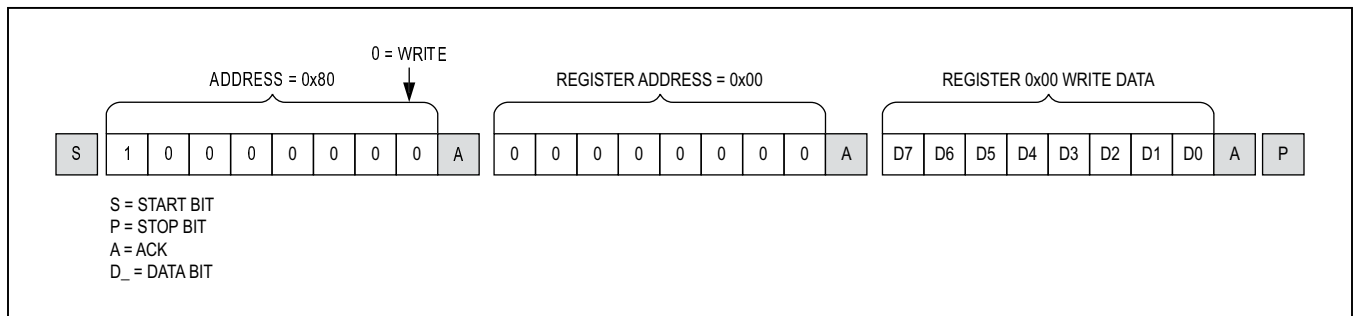 0 = WRITE
ADDRESS = 0x80 REGISTER ADDRESS = 0x00 REGISTER 0x00 WRITE DATA
S 1 0 0 0 0 0 0 0 A 0 0 0 0 0 0 0 0 A D7 D6 D5 D4 D3 D2 D1 D0 A P
S = START BIT
P = STOP BIT
A = ACK
D_ = DATA BIT